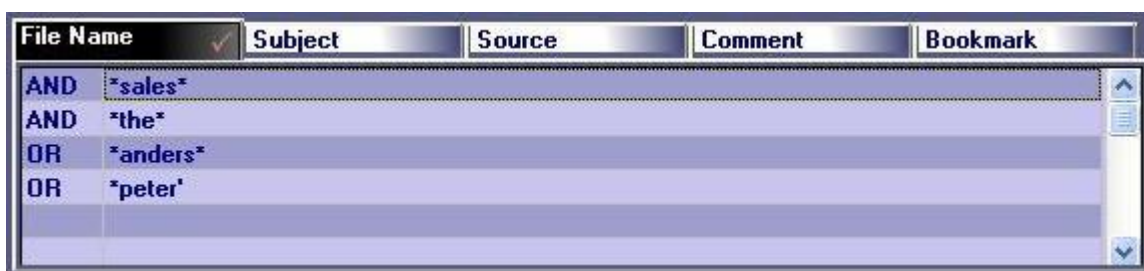 File Name Subject Source Comment Bookmark
AND *sales*
AND *the*
OR *anders*
OR *peter'